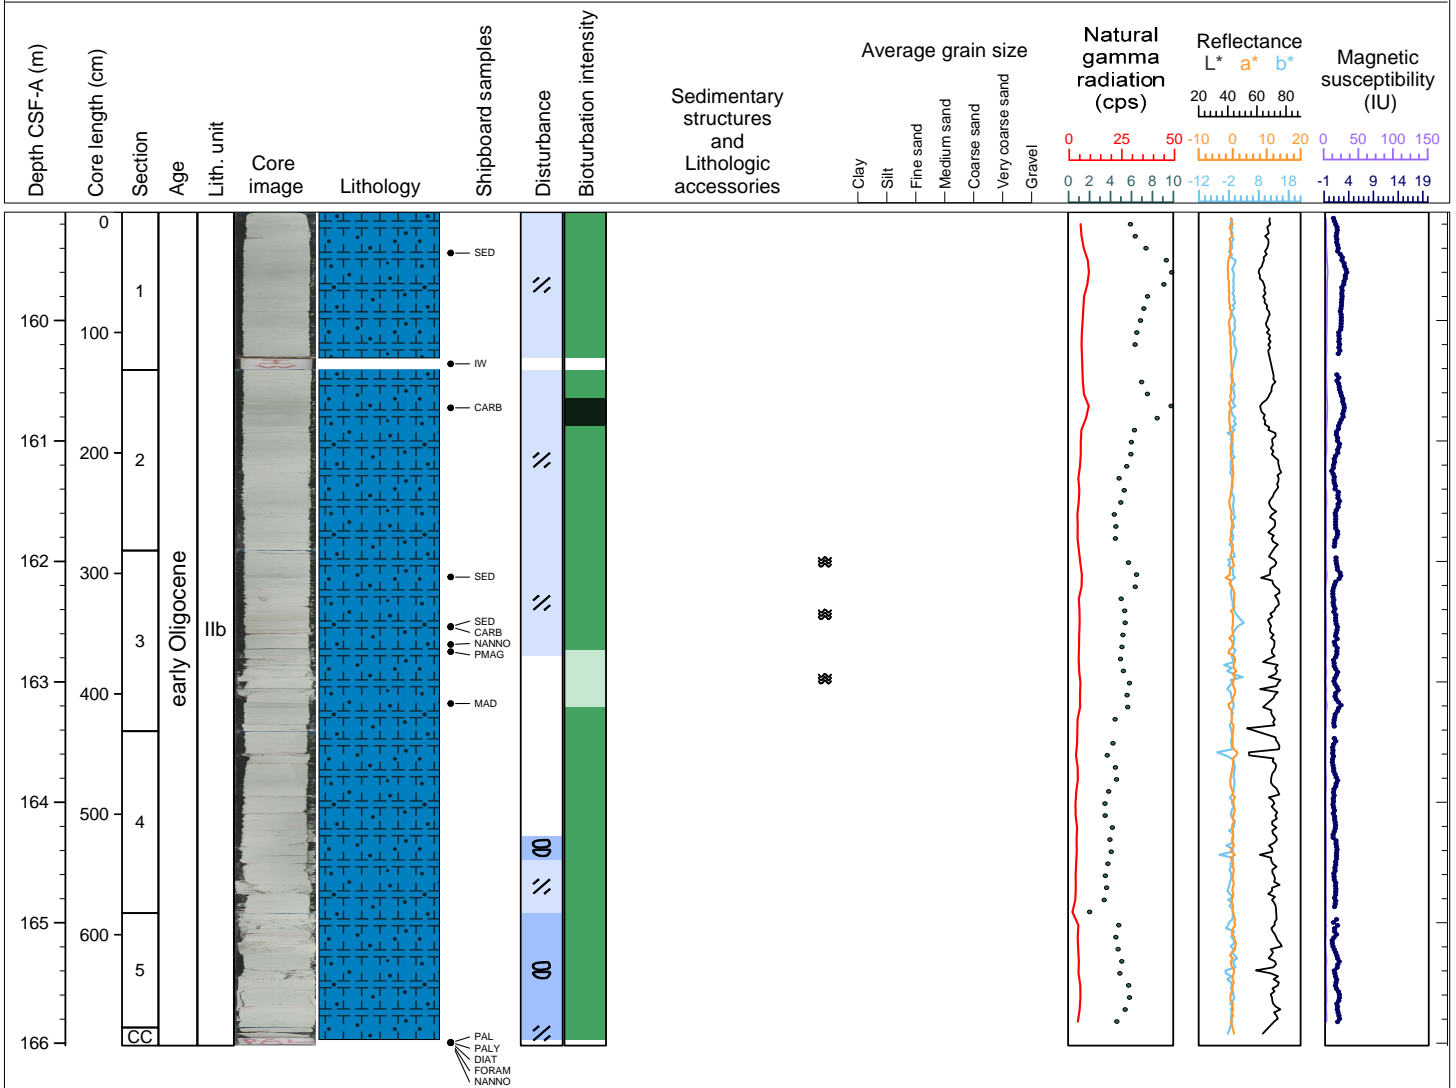 Depth CSF-A (m)
Core length (cm)
Section
Age
Lith. unit
Core
image
Lithology
Shipboard samples
Disturbance
Bioturbation intensity
Sedimentary
structures
and
Lithologic
accessories
Average grain size
Clay
Silt
Fine sand
Medium sand
Coarse sand
Very coarse sand
Gravel
Natural
gamma
radiation
(cps)
0 25 50
0 2 4 6 8 10
Reflectance
L* a* b*
20 40 60 80
-10 0 10 20
-12 -2 8 18
Magnetic
susceptibility
(IU)
0 50 100 150
-1 4 9 14 19
160
161
162
163
164
165
166
0
100
200
300
400
500
600
1
2
3
4
5
CC
early Oligocene
IIb
SED
IW
CARB
SED
SED
CARB
NANNO
PMAG
MAD
PAL
PALY
DIAT
FORAM
NANNO
IW
PAL